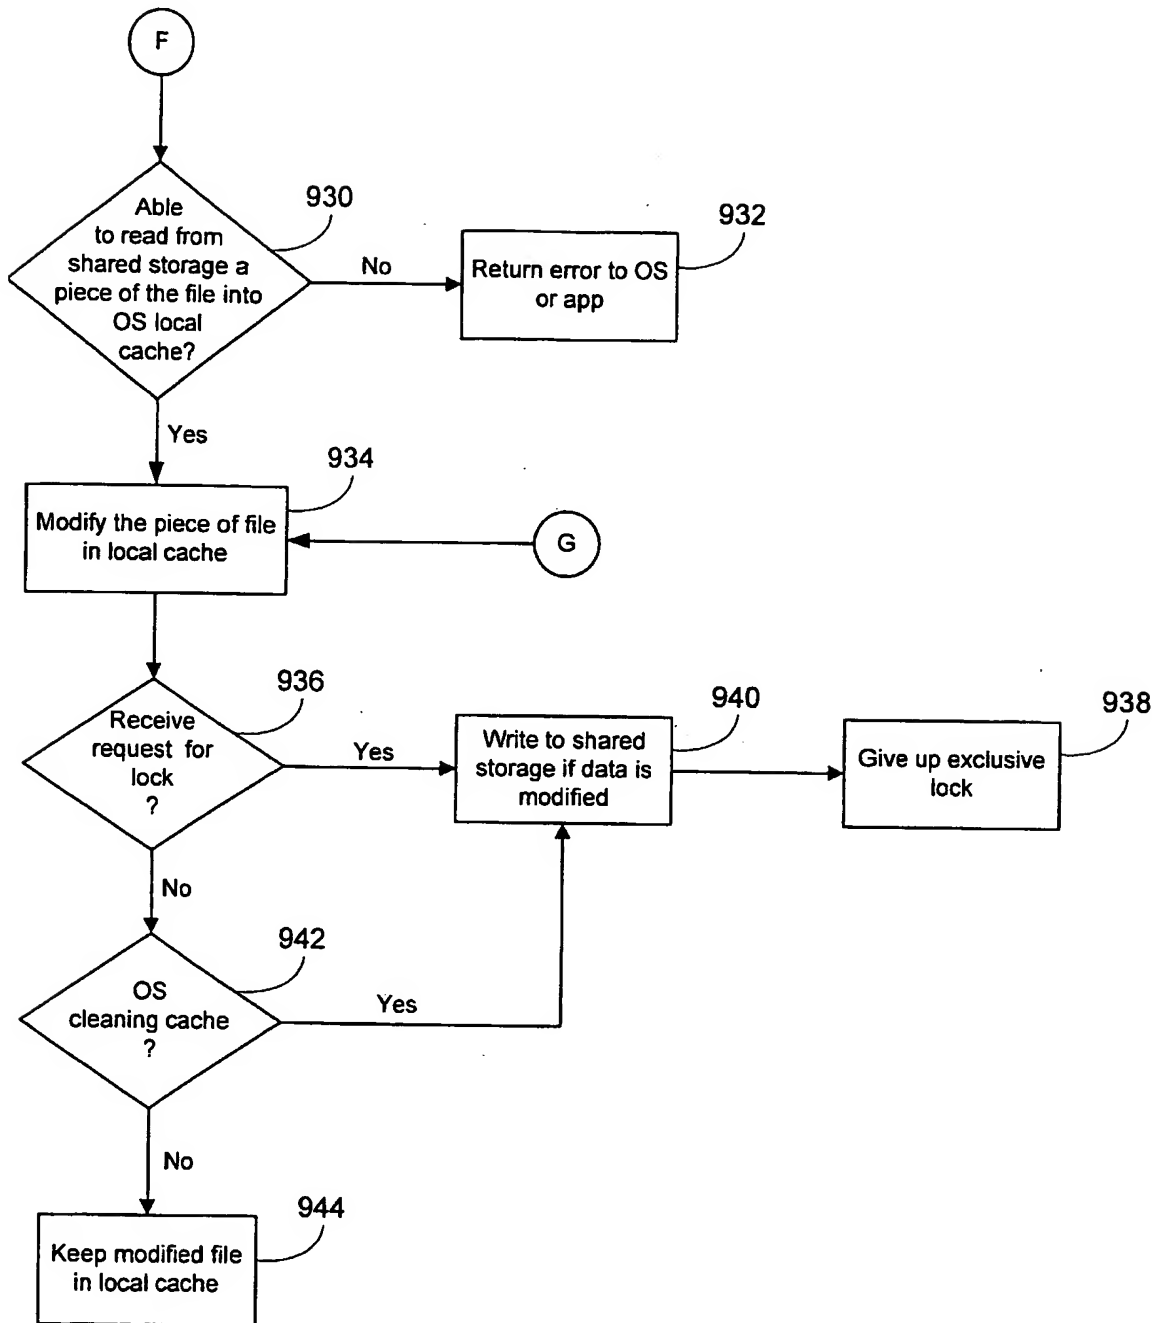 F
Able
to read from
shared storage a
piece of the file into
OS local
cache?
930
No
Return error to OS
or app
932
Yes
934
Modify the piece of file
in local cache
G
936
Receive
request for
lock
?
Yes
940
Write to shared
storage if data is
modified
938
Give up exclusive
lock
No
942
OS
cleaning cache
?
Yes
No
944
Keep modified file
in local cache